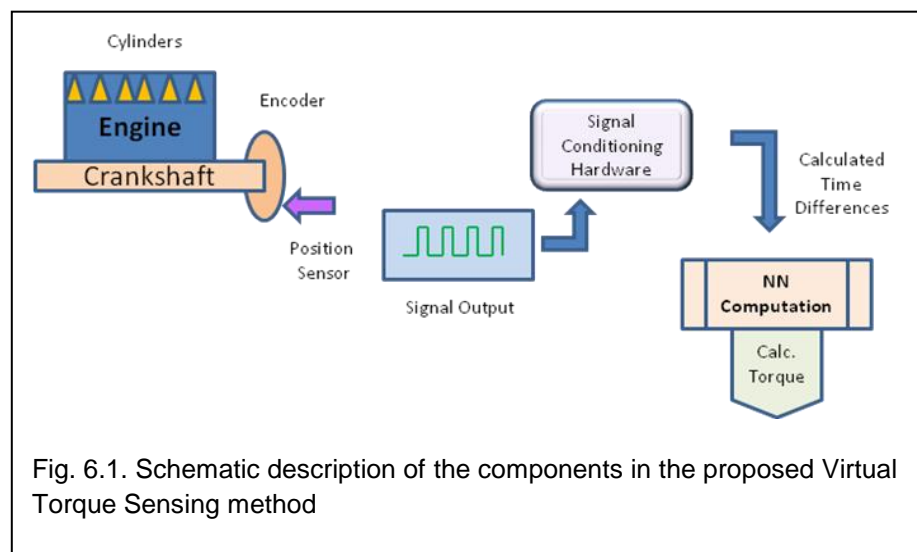 Cylinders
Engine
Crankshaft
Encoder
Position
Sensor
Signal Output
Signal
Conditioning
Hardware
Calculated
Time
Differences
NN
Computation
Calc.
Torque
Fig. 6.1. Schematic description of the components in the proposed Virtual
Torque Sensing method